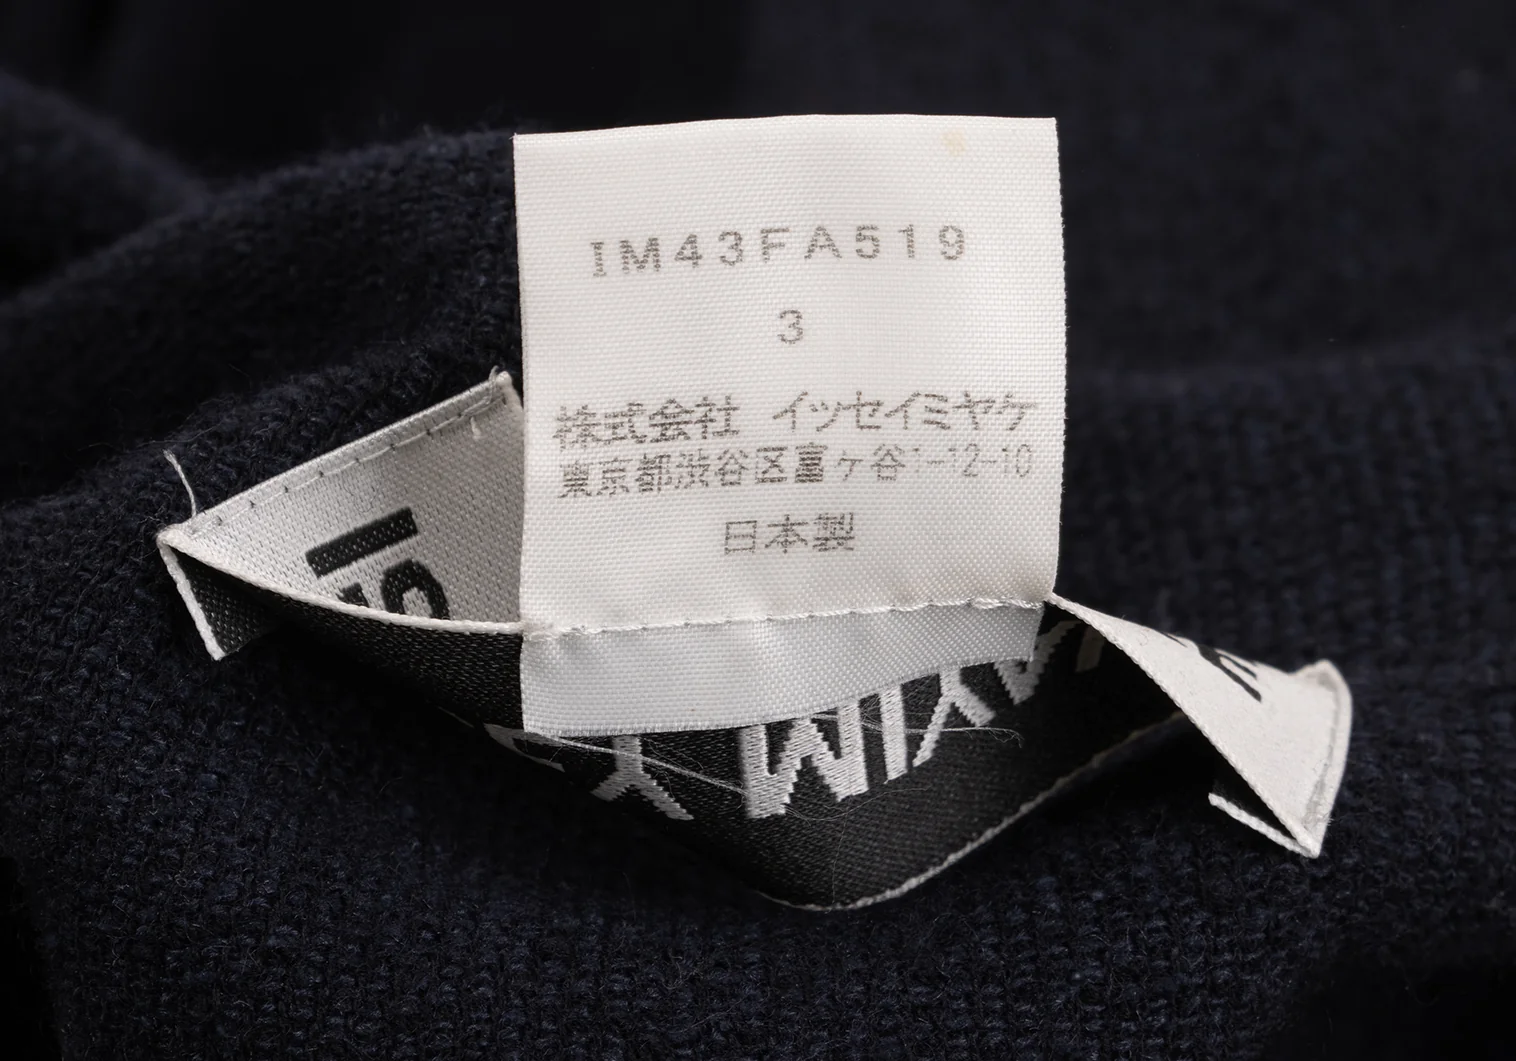 IM43FA519
3
株式会社 イッセイミヤケ
東京都渋谷区富ヶ谷1-12-10
日本製